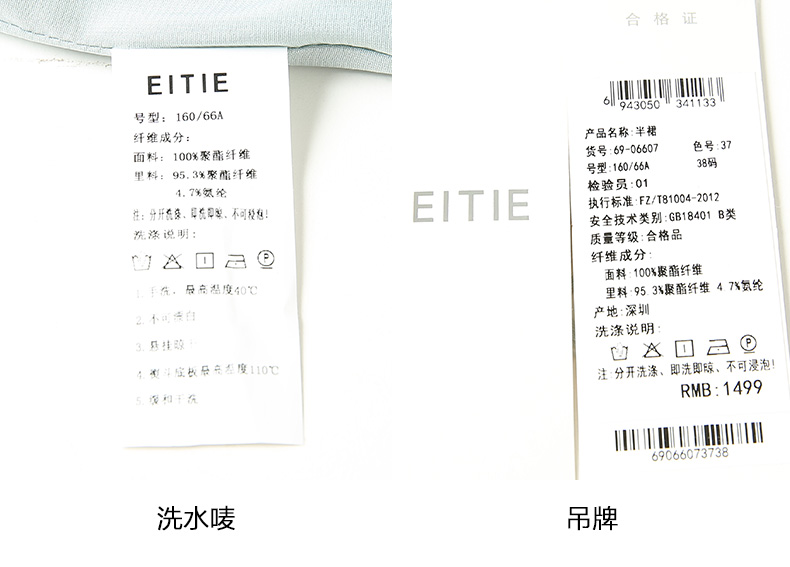 EITIE
号型: 160/66A
纤维成分:
面料: 100%聚酯纤维
里料: 95.3%聚酯纤维
4.7%氨纶
注: 分开洗涤、即洗即晾、不可浸泡!
洗涤说明:
P
1. 手洗，最高温度40℃
2. 不可漂白
3. 悬挂晾干
4. 熨斗底板最高温度110℃
5. 缓和干洗
洗水唛
EITIE
合格证
6 943050 341133
产品名称:半裙
货号:69-06607 色号:37
号型:160/66A 38码
检验员:01
执行标准:FZ/T81004-2012
安全技术类别:GB18401 B类
质量等级:合格品
纤维成分:
面料:100%聚酯纤维
里料:95.3%聚酯纤维 4.7%氨纶
产地:深圳
洗涤说明:
P
注:分开洗涤、即洗即晾、不可浸泡!
RMB:1499
69066073738
吊牌